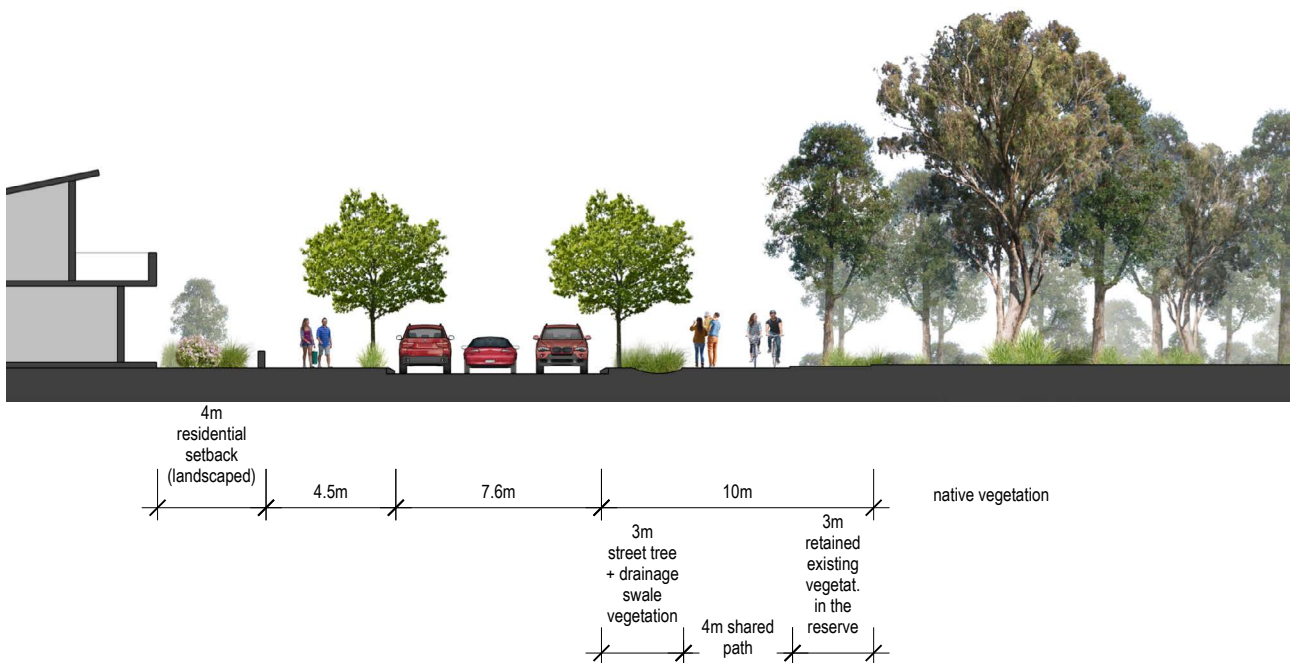 4m
residential
setback
(landscaped)
4.5m
7.6m
10m
native vegetation
3m
street tree
+ drainage
swale
vegetation
4m shared
path
3m
retained
existing
vegetat.
in the
reserve